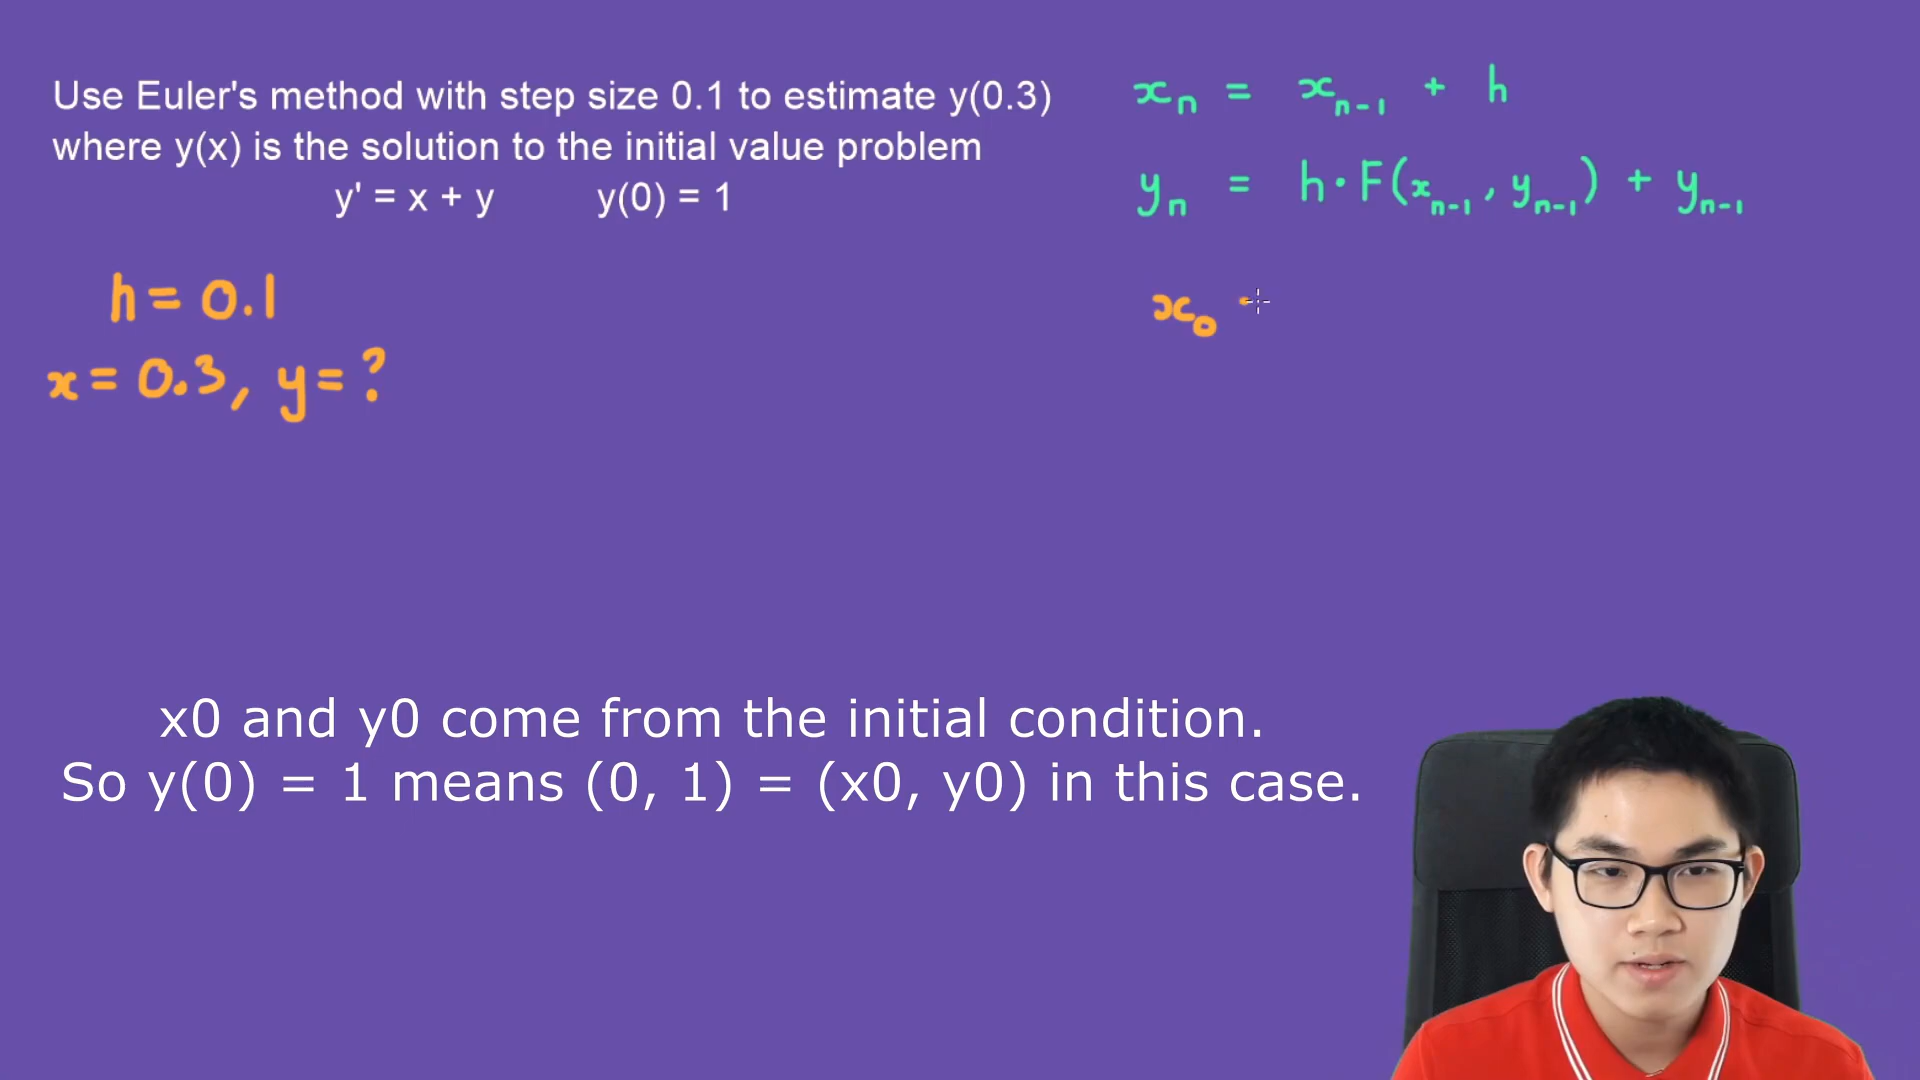 Use Euler's method with step size 0.1 to estimate y(0.3)
where y(x) is the solution to the initial value problem
y' = x + y y(0) = 1
xₙ = xₙ₋₁ + h
yₙ = h · F(xₙ₋₁, yₙ₋₁) + yₙ₋₁
h = 0.1
x = 0.3, y = ?
x₀
x0 and y0 come from the initial condition.
So y(0) = 1 means (0, 1) = (x0, y0) in this case.